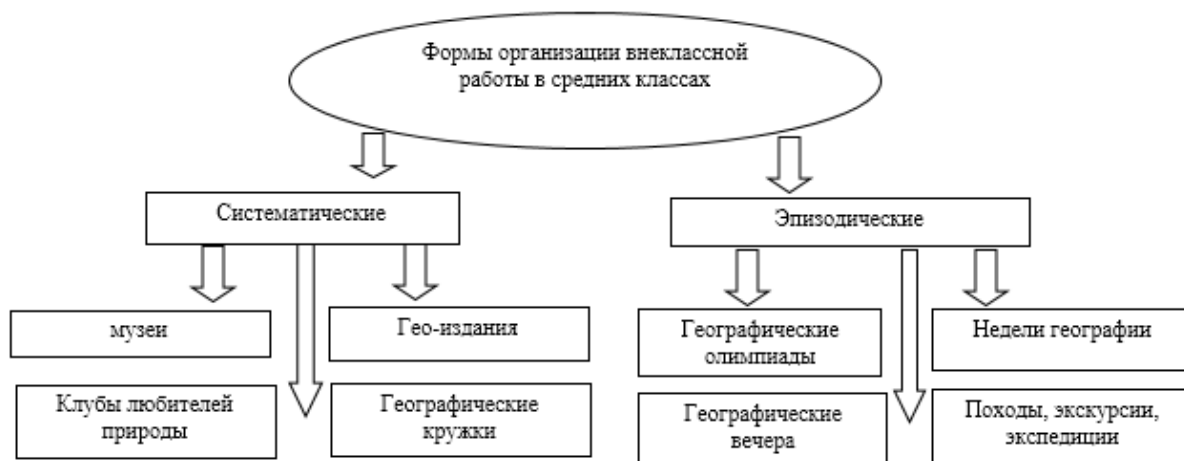 Формы организации внеклассной
работы в средних классах
Систематические
Эпизодические
музеи
Гео-издания
Географические
олимпиады
Недели географии
Клубы любителей
природы
Географические
кружки
Географические
вечера
Походы, экскурсии,
экспедиции